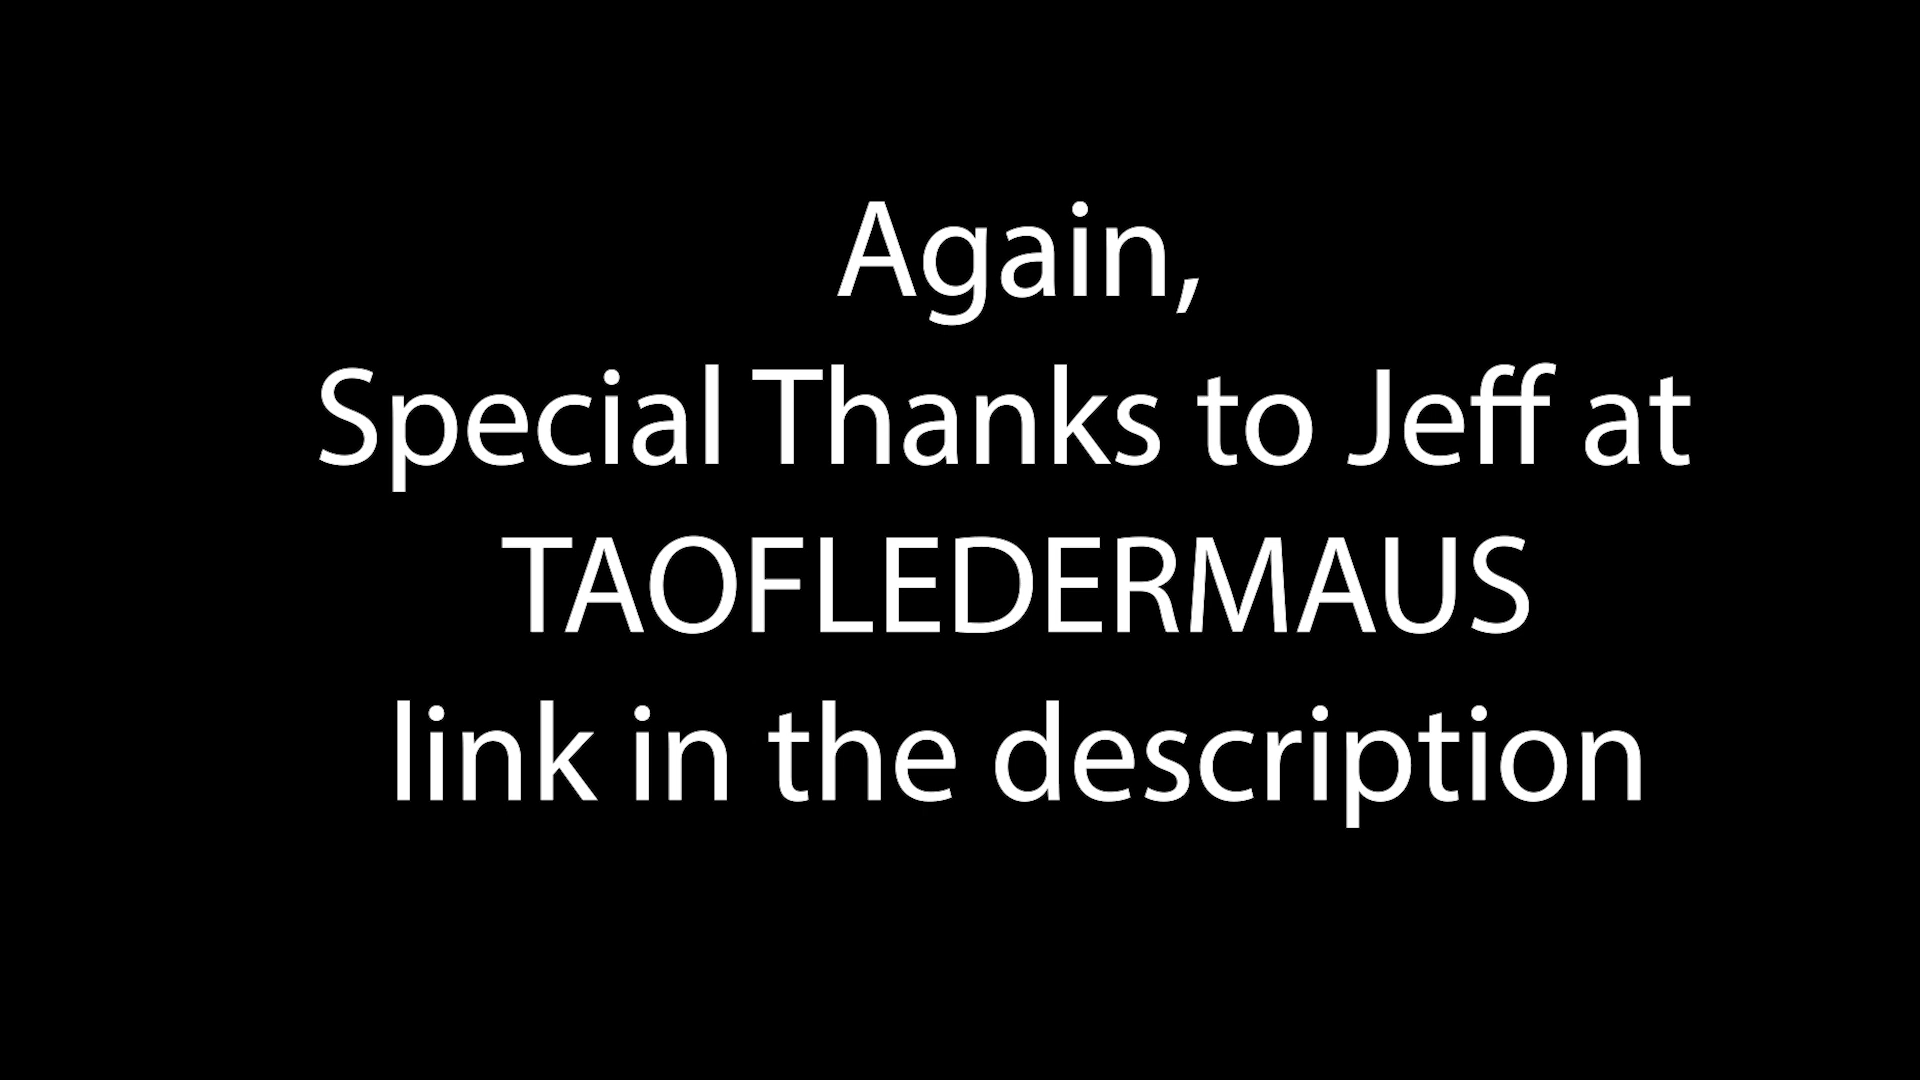 Again,
Special Thanks to Jeff at
TAOFLEDERMAUS
link in the description